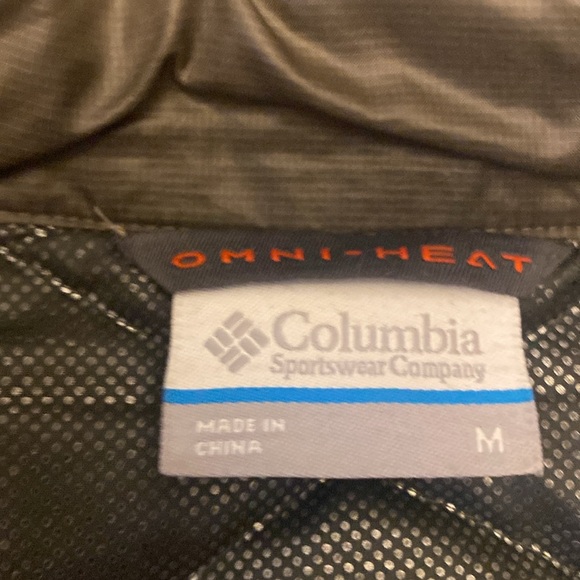 OMNI-HEAT
Columbia
Sportswear Company
MADE IN
CHINA
M